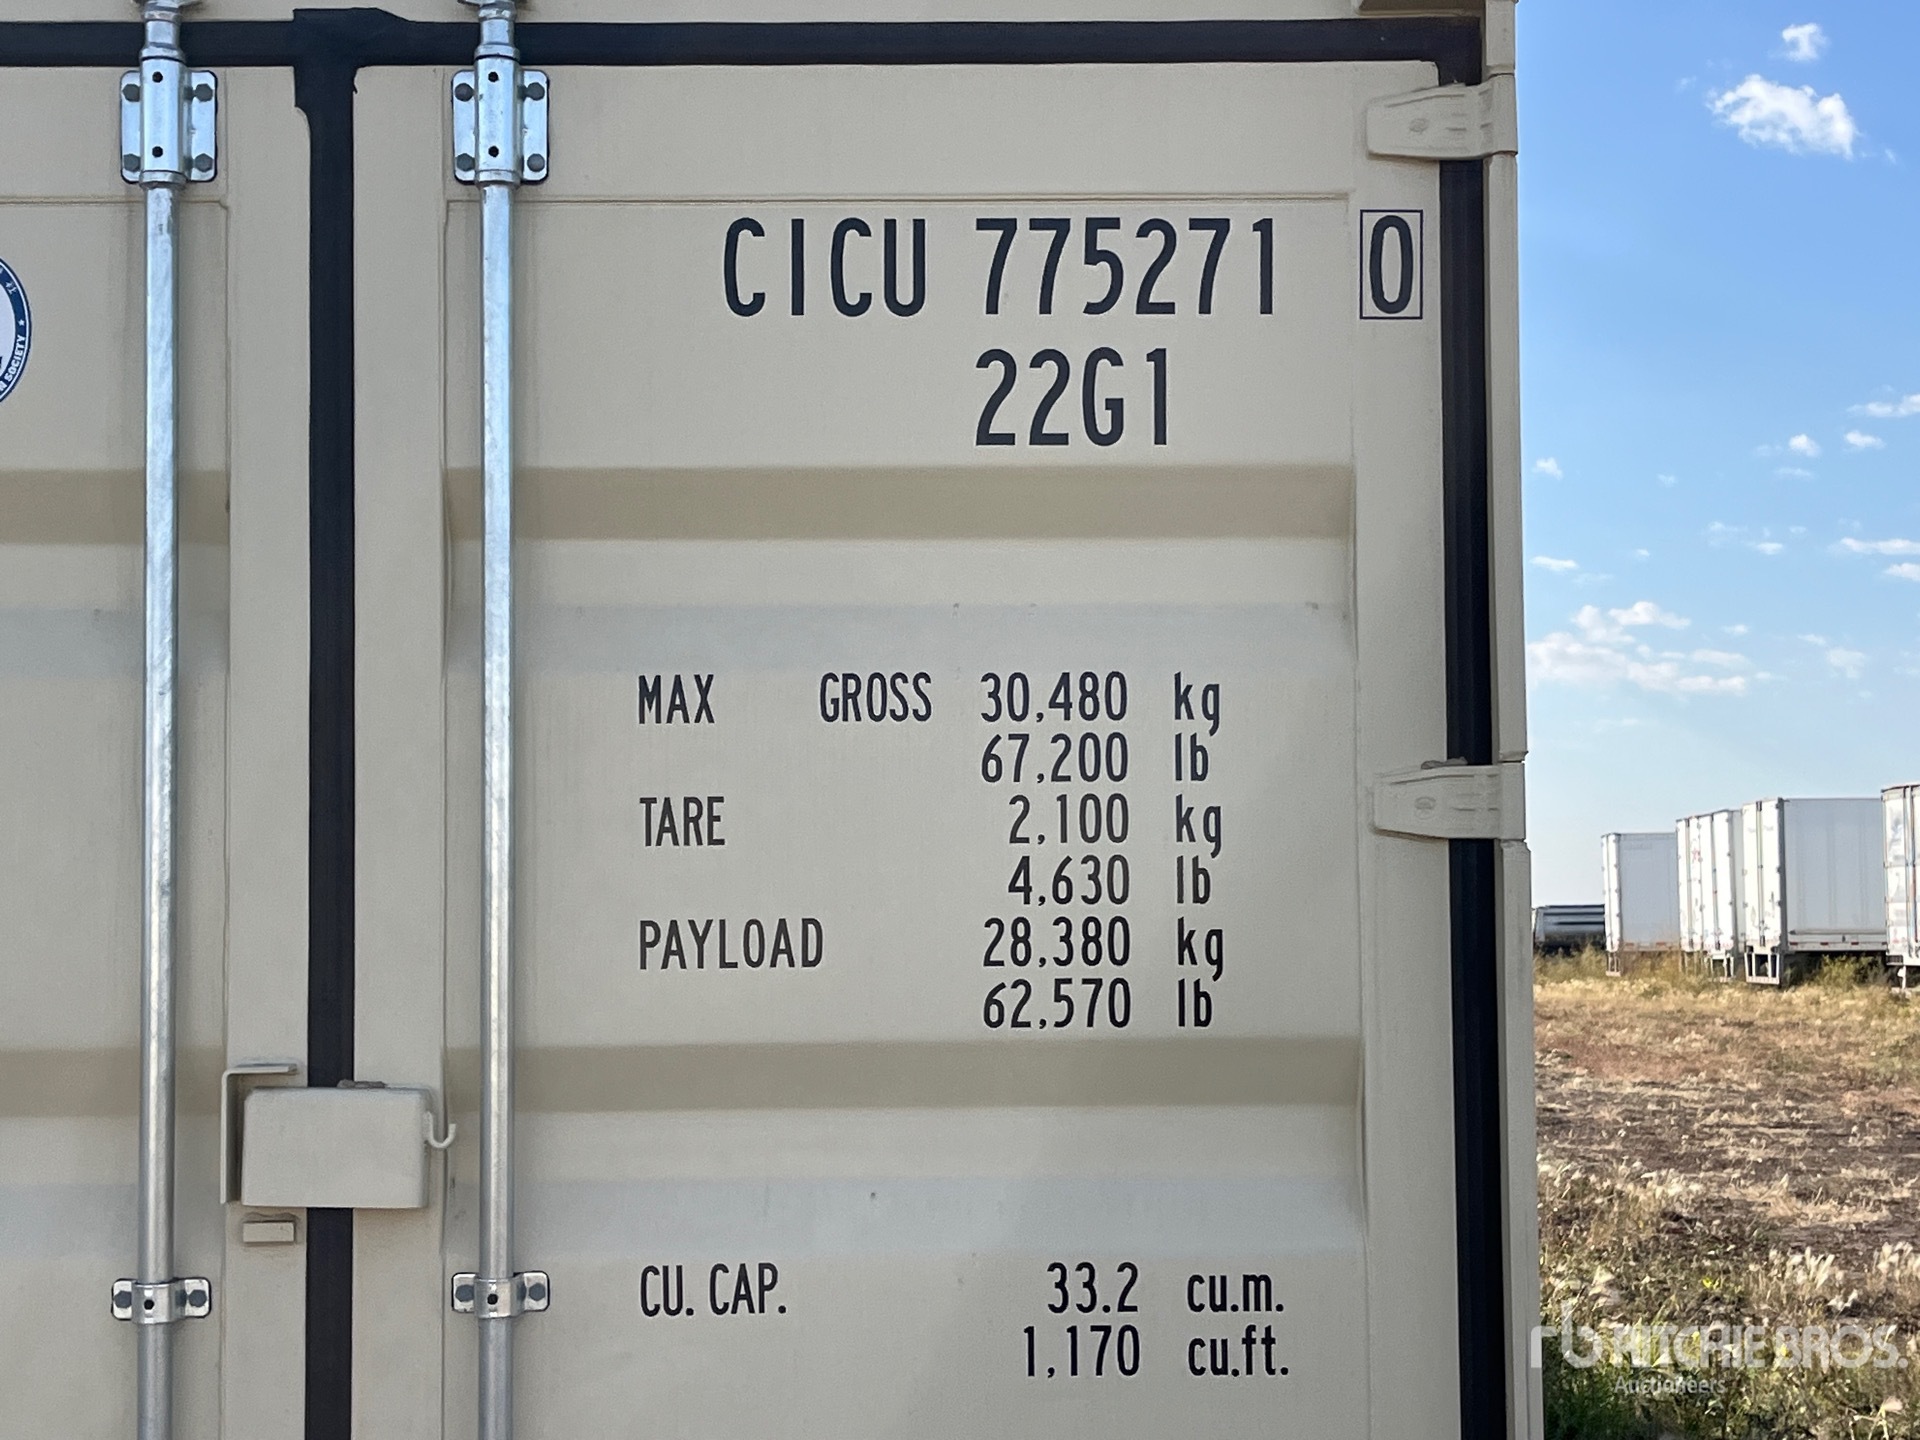 CICU 775271 0
22G1
MAX GROSS 30,480 kg
67,200 lb
TARE 2,100 kg
4,630 lb
PAYLOAD 28,380 kg
62,570 lb
CU. CAP. 33.2 cu.m.
1,170 cu.ft.
SOCIETY
rb RITCHIE BROS.
Auctioneers